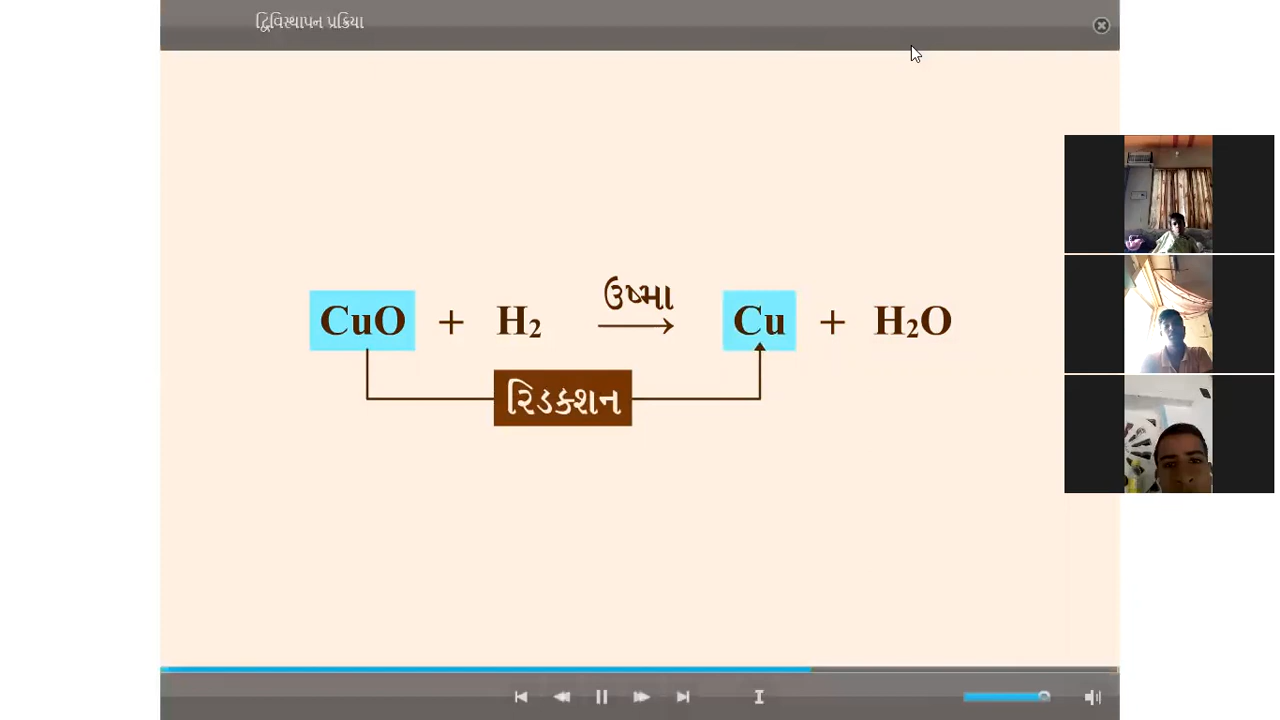 દ્વિવિસ્થાપન પ્રક્રિયા
CuO + H₂ ઉષ્મા → Cu + H₂O
રિડક્શન